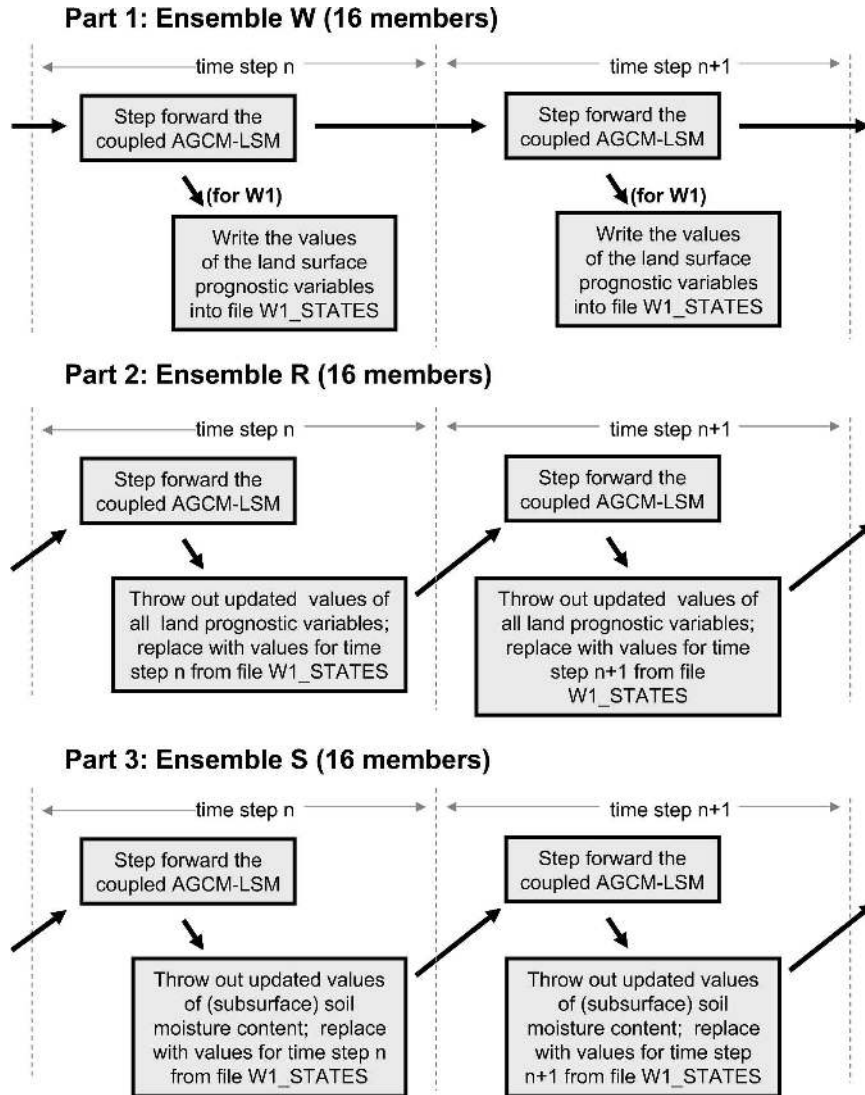 Part 1: Ensemble W (16 members)
time step n
time step n+1
Step forward the
coupled AGCM-LSM
Step forward the
coupled AGCM-LSM
(for W1)
(for W1)
Write the values
of the land surface
prognostic variables
into file W1_STATES
Write the values
of the land surface
prognostic variables
into file W1_STATES
Part 2: Ensemble R (16 members)
time step n
time step n+1
Step forward the
coupled AGCM-LSM
Step forward the
coupled AGCM-LSM
Throw out updated values of
all land prognostic variables;
replace with values for time
step n from file W1_STATES
Throw out updated values of
all land prognostic variables;
replace with values for time
step n+1 from file
W1_STATES
Part 3: Ensemble S (16 members)
time step n
time step n+1
Step forward the
coupled AGCM-LSM
Step forward the
coupled AGCM-LSM
Throw out updated values
of (subsurface) soil
moisture content; replace
with values for time step n
from file W1_STATES
Throw out updated values
of (subsurface) soil
moisture content; replace
with values for time step
n+1 from file W1_STATES